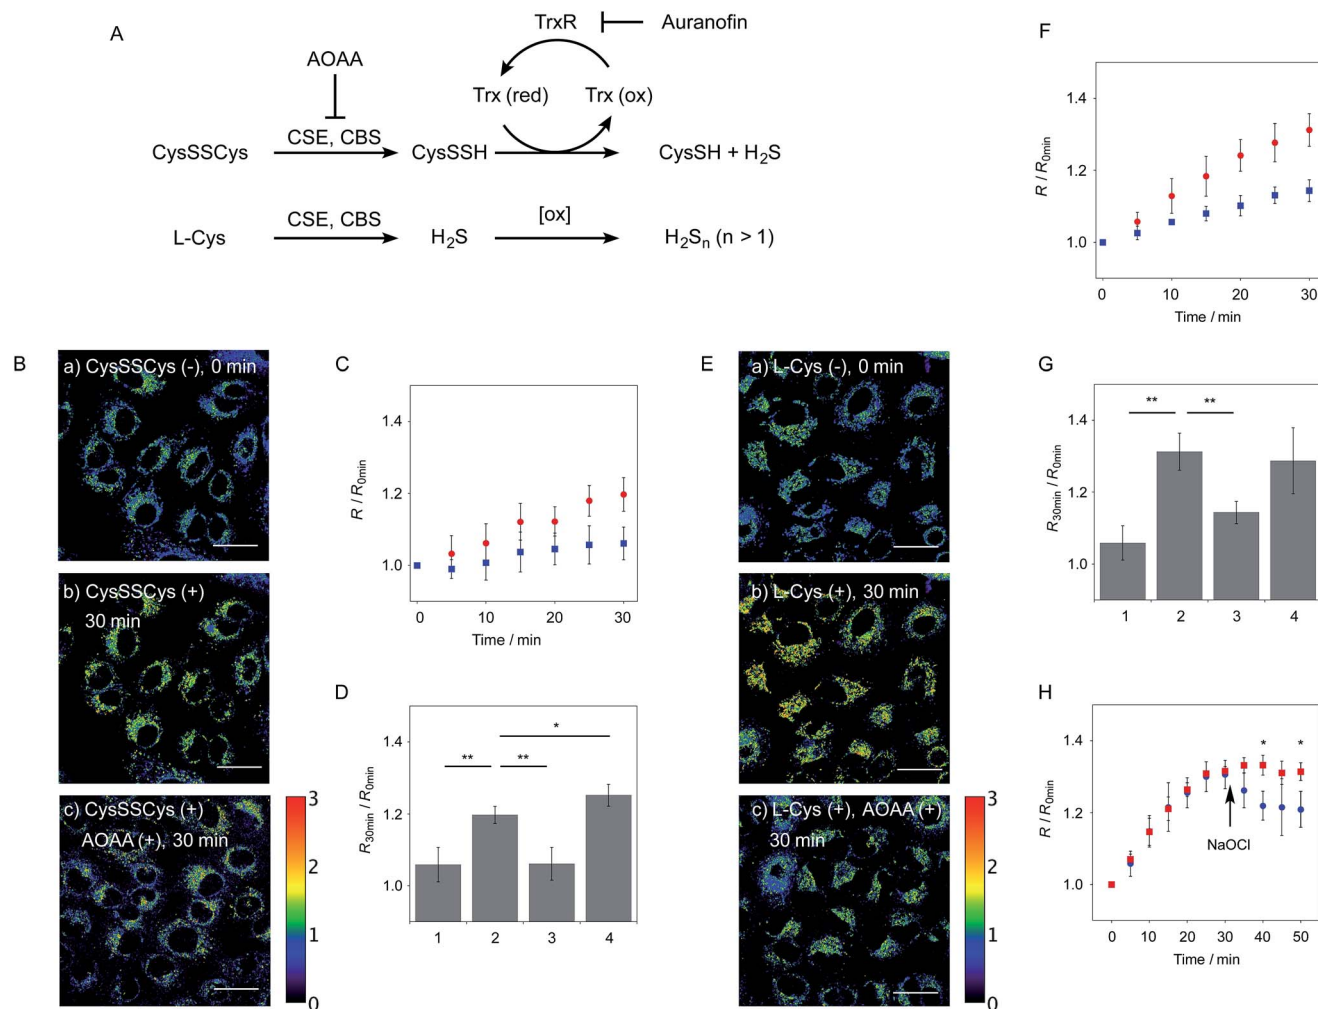 A
TrxR
Auranofin
AOAA
Trx (red)
Trx (ox)
CSE, CBS
CysSSCys
CysSSH
CysSH + H₂S
CSE, CBS
[ox]
L-Cys
H₂S
H₂Sₙ (n > 1)
B
a) CysSSCys (-), 0 min
b) CysSSCys (+)
30 min
c) CysSSCys (+)
AOAA (+), 30 min
3
2
1
0
C
R / R0min
1.4
1.2
1.0
0
10
20
30
Time / min
D
R30min / R0min
1.4
1.2
1.0
**
**
*
1
2
3
4
E
a) L-Cys (-), 0 min
b) L-Cys (+), 30 min
c) L-Cys (+), AOAA (+)
30 min
3
2
1
0
F
R / R0min
1.4
1.2
1.0
0
10
20
30
Time / min
G
R30min / R0min
1.4
1.2
1.0
**
**
1
2
3
4
H
R / R0min
1.4
1.2
1.0
*
*
NaOCl
0
10
20
30
40
50
Time / min